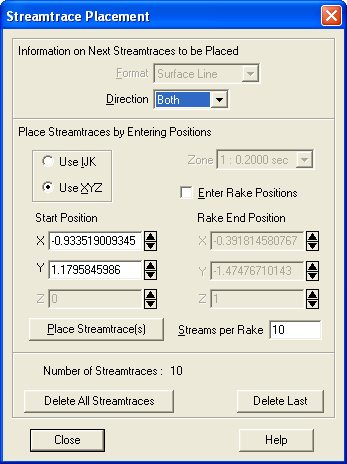 Streamtrace Placement
Information on Next Streamtraces to be Placed
Format Surface Line
Direction Both
Place Streamtraces by Entering Positions
Use IJK Zone 1 : 0.2000 sec
Use XYZ Enter Rake Positions
Start Position Rake End Position
X -0.933519009345 X -0.391814580767
Y 1.1795845986 Y -1.47476710143
Z 0 Z 1
Place Streamtrace(s) Streams per Rake 10
Number of Streamtraces : 10
Delete All Streamtraces Delete Last
Close Help